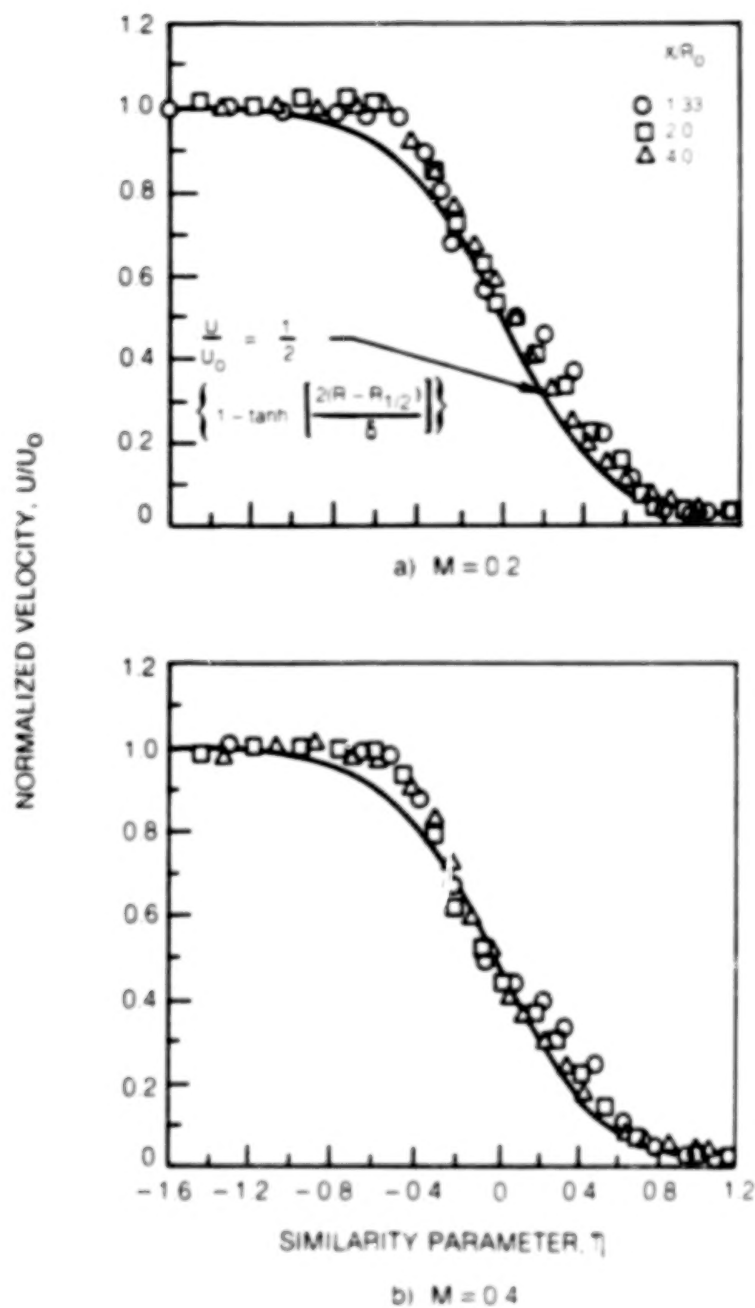 NORMALIZED VELOCITY, U/U₀
1.2
1.0
0.8
0.6
0.4
0.2
0
x/R₀
○ 1.33
□ 2.0
△ 4.0
U/U₀ = 1/2
{1 - tanh [2(R - R₁/₂)/δ]}
a) M = 0.2
1.2
1.0
0.8
0.6
0.4
0.2
0
-1.6 -1.2 -0.8 -0.4 0 0.4 0.8 1.2
SIMILARITY PARAMETER, η
b) M = 0.4